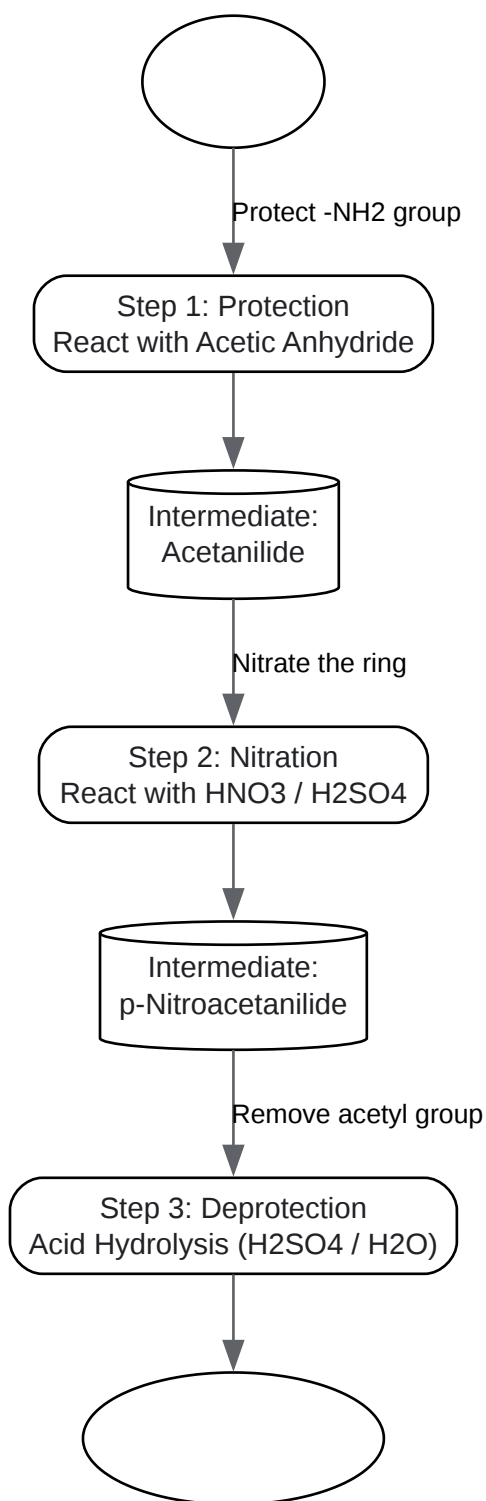 Protect -NH2 group
Step 1: Protection
React with Acetic Anhydride
Intermediate:
Acetanilide
Nitrate the ring
Step 2: Nitration
React with HNO3 / H2SO4
Intermediate:
p-Nitroacetanilide
Remove acetyl group
Step 3: Deprotection
Acid Hydrolysis (H2SO4 / H2O)